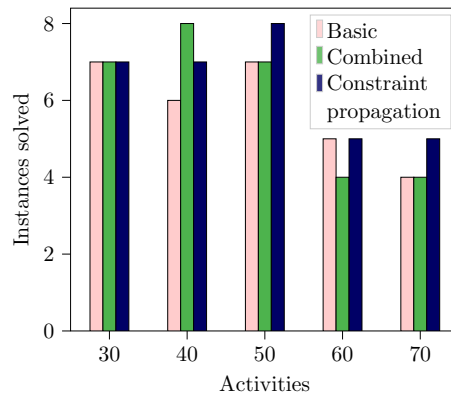 8
6
4
2
0
Instances solved
Basic
Combined
Constraint
propagation
30 40 50 60 70
Activities